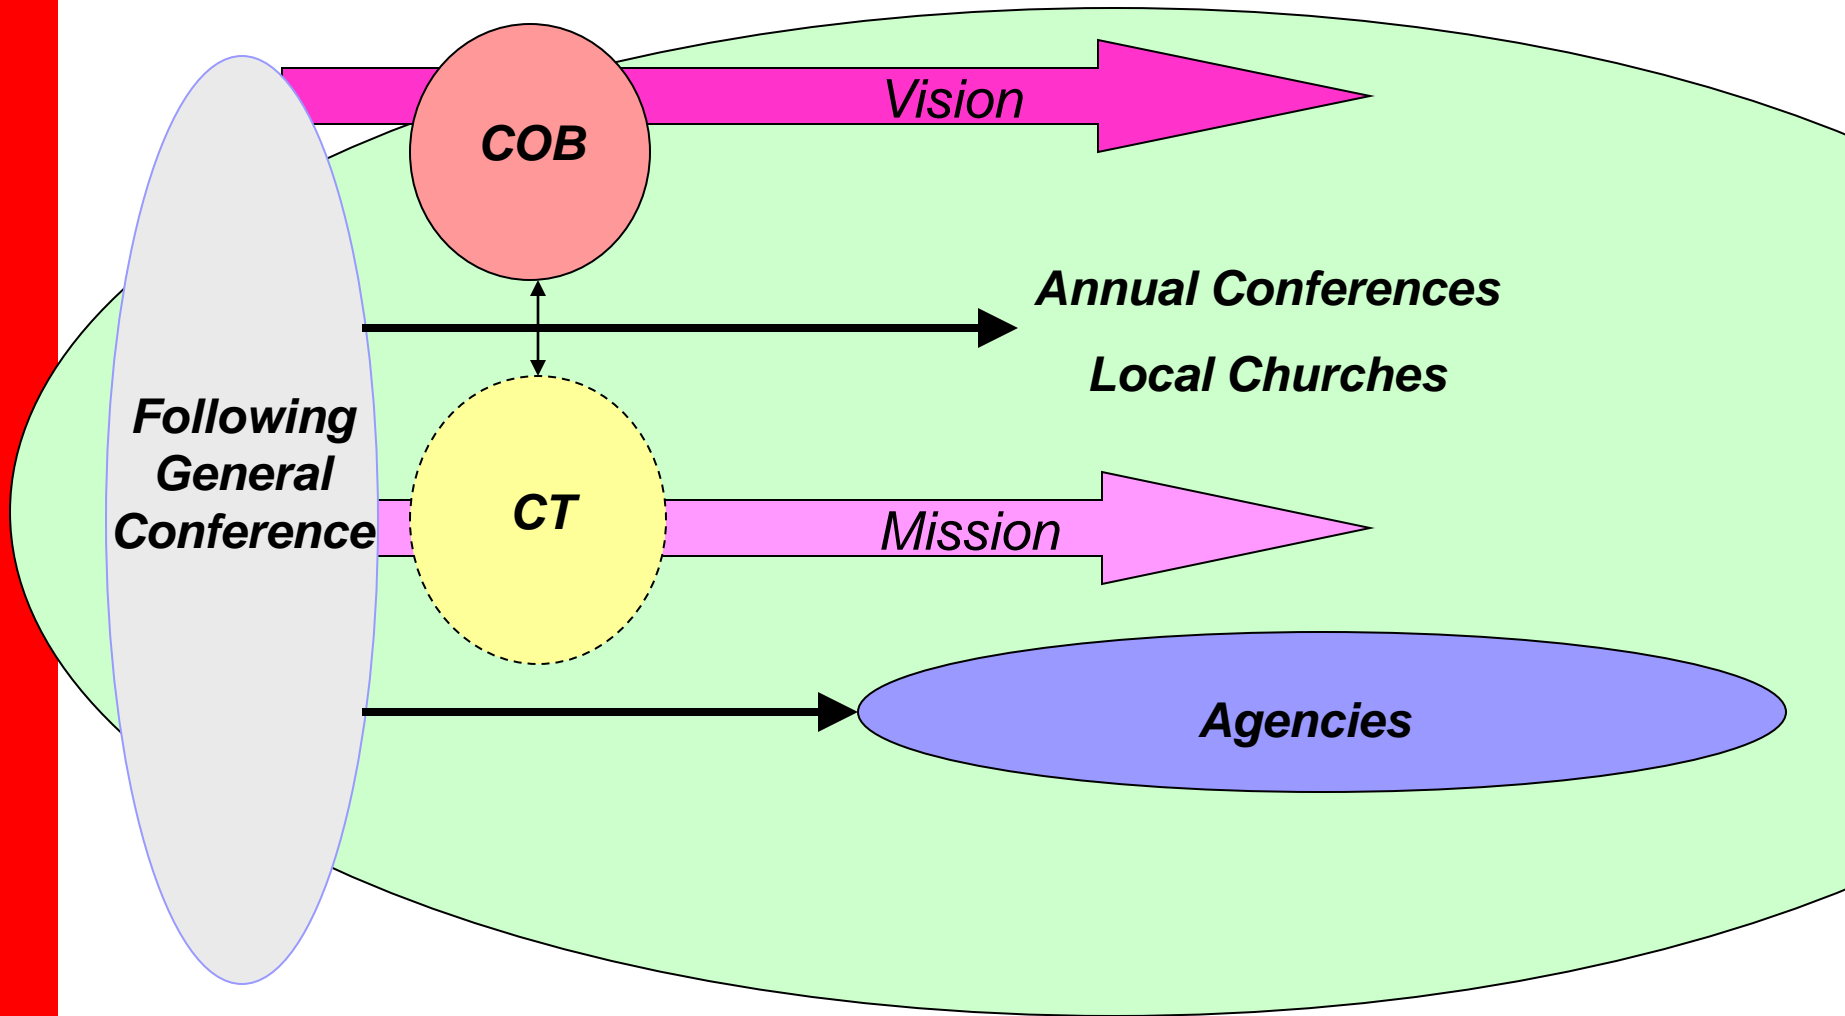 Vision
COB
Annual Conferences
Local Churches
Following
General
Conference
CT
Mission
Agencies